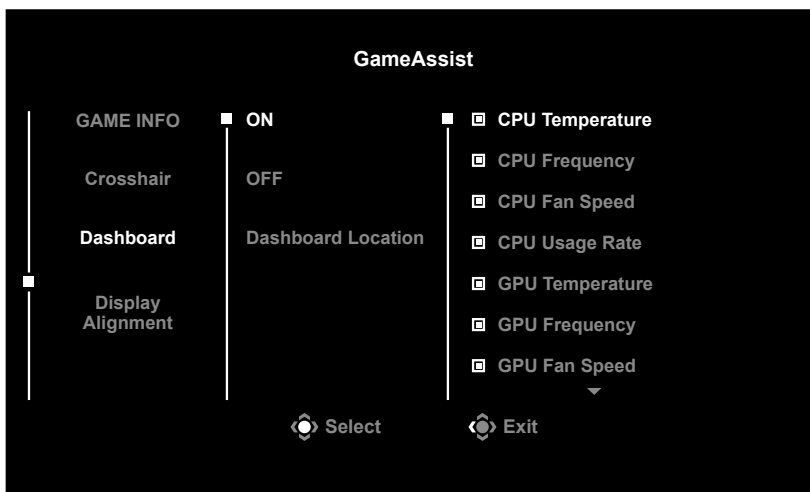 GameAssist
GAME INFO
Crosshair
Dashboard
Display
Alignment
ON
OFF
Dashboard Location
CPU Temperature
CPU Frequency
CPU Fan Speed
CPU Usage Rate
GPU Temperature
GPU Frequency
GPU Fan Speed
Select
Exit